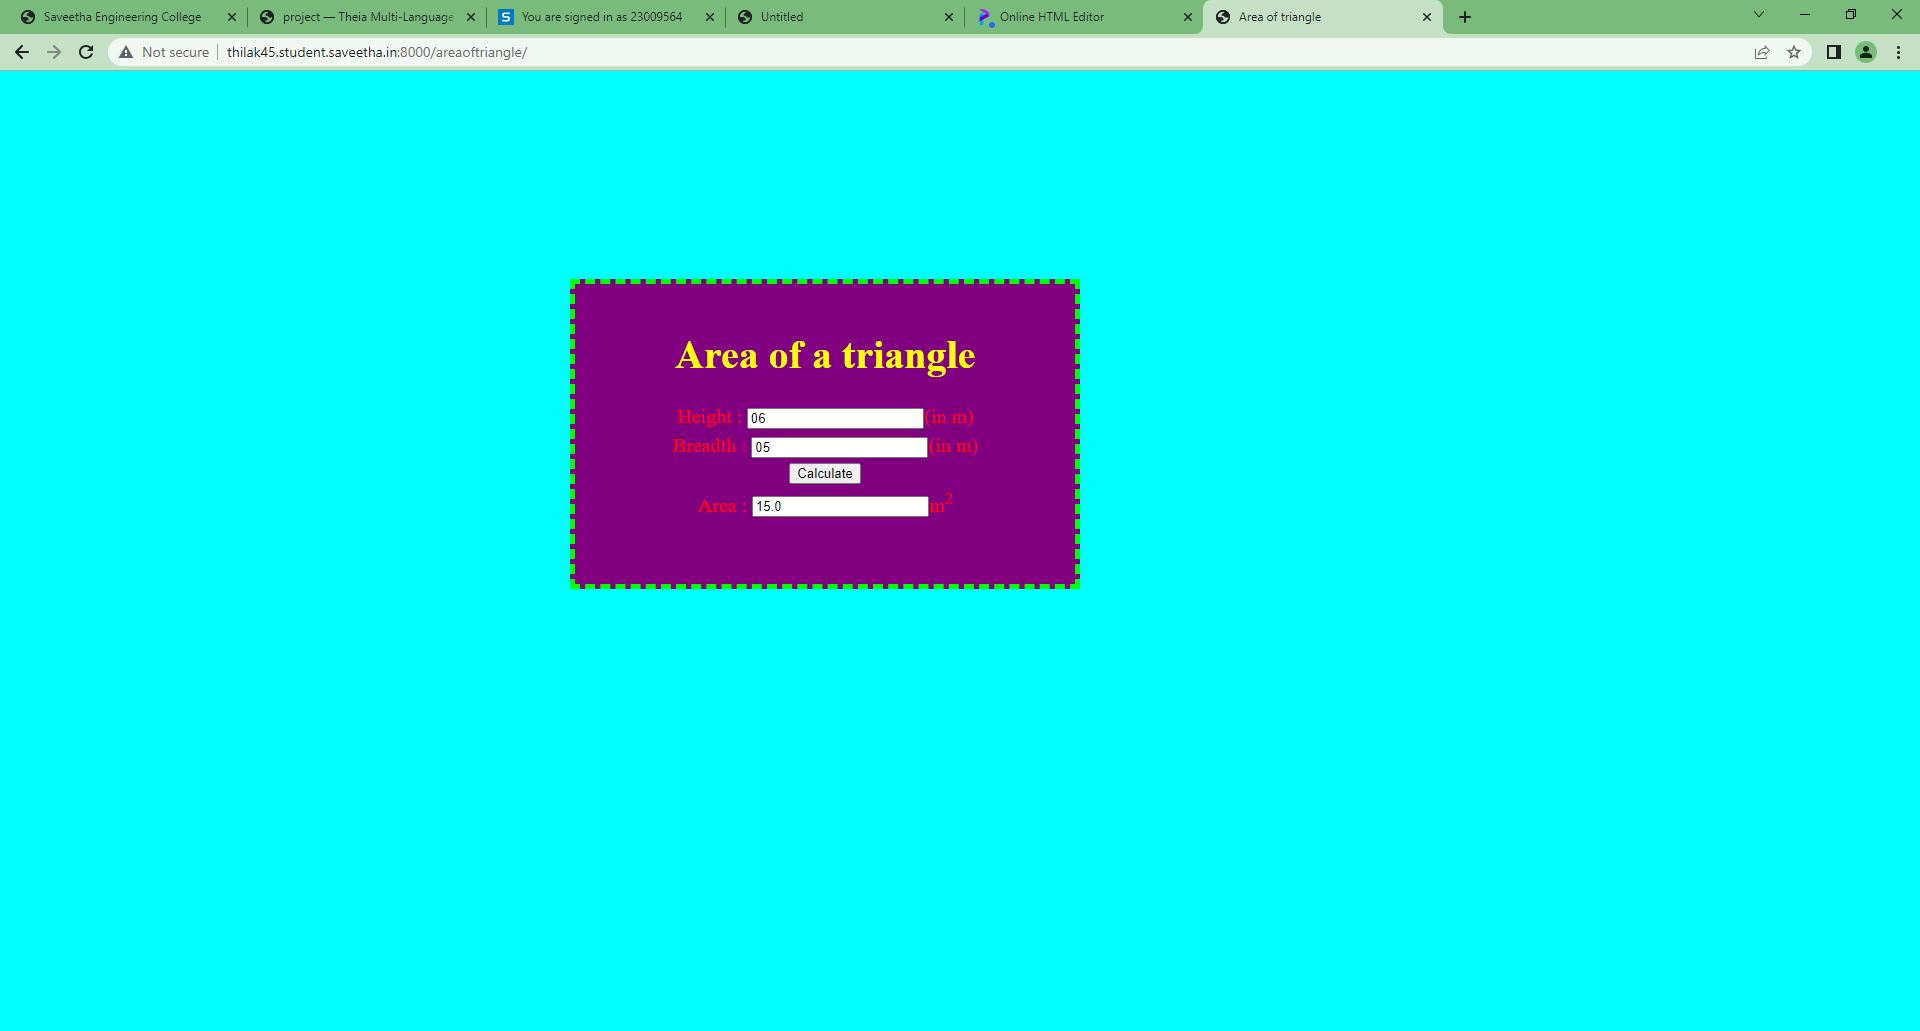 Saveetha Engineering College
project — Theia Multi-Language
You are signed in as 23009564
Untitled
Online HTML Editor
Area of triangle
Not secure
thilak45.student.saveetha.in:8000/areaoftriangle/
Area of a triangle
Height : 06 (in m)
Breadth : 05 (in m)
Calculate
Area : 15.0 m²